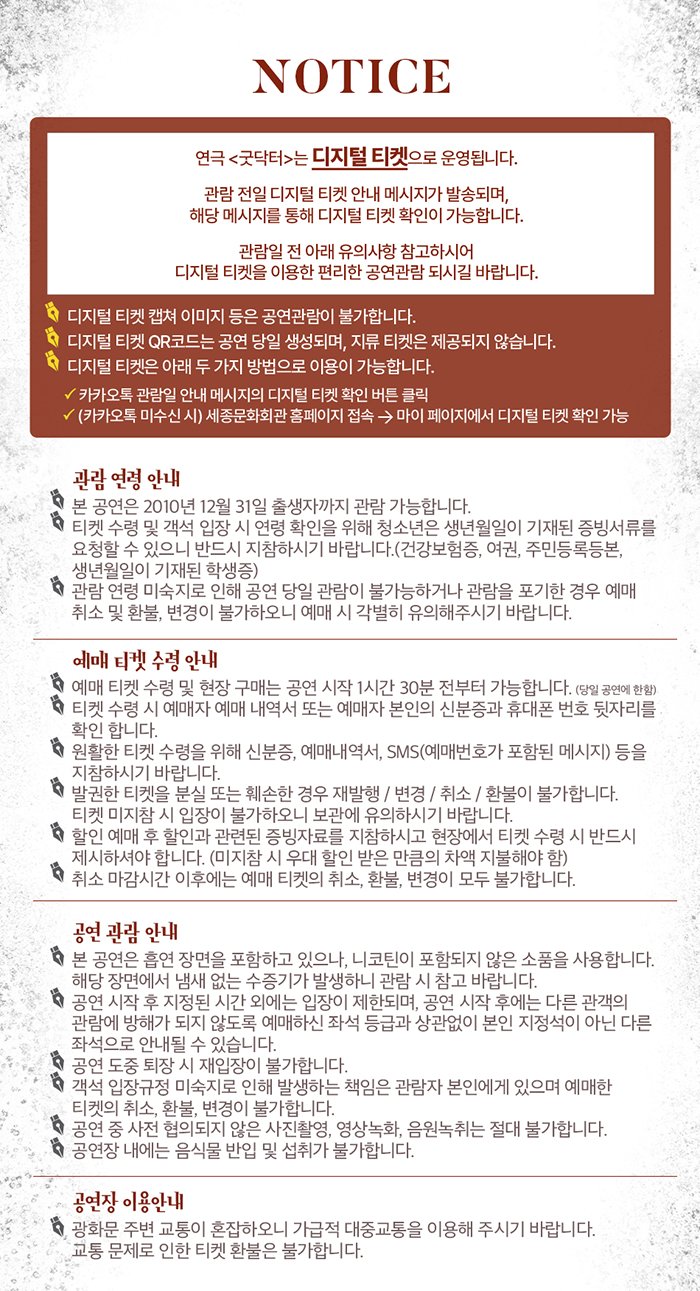 NOTICE
연극 <굿닥터>는 디지털 티켓으로 운영됩니다.
관람 전일 디지털 티켓 안내 메시지가 발송되며,
해당 메시지를 통해 디지털 티켓 확인이 가능합니다.
관람일 전 아래 유의사항 참고하시어
디지털 티켓을 이용한 편리한 공연관람 되시길 바랍니다.
디지털 티켓 캡쳐 이미지 등은 공연관람이 불가합니다.
디지털 티켓 QR코드는 공연 당일 생성되며, 지류 티켓은 제공되지 않습니다.
디지털 티켓은 아래 두 가지 방법으로 이용이 가능합니다.
✓ 카카오톡 관람일 안내 메시지의 디지털 티켓 확인 버튼 클릭
✓ (카카오톡 미수신 시) 세종문화회관 홈페이지 접속 → 마이 페이지에서 디지털 티켓 확인 가능
관람 연령 안내
본 공연은 2010년 12월 31일 출생자까지 관람 가능합니다.
티켓 수령 및 객석 입장 시 연령 확인을 위해 청소년은 생년월일이 기재된 증빙서류를
요청할 수 있으니 반드시 지참하시기 바랍니다.(건강보험증, 여권, 주민등록등본,
생년월일이 기재된 학생증)
관람 연령 미숙지로 인해 공연 당일 관람이 불가능하거나 관람을 포기한 경우 예매
취소 및 환불, 변경이 불가하오니 예매 시 각별히 유의해주시기 바랍니다.
예매 티켓 수령 안내
예매 티켓 수령 및 현장 구매는 공연 시작 1시간 30분 전부터 가능합니다. (당일 공연에 한함)
티켓 수령 시 예매자 예매 내역서 또는 예매자 본인의 신분증과 휴대폰 번호 뒷자리를
확인 합니다.
원활한 티켓 수령을 위해 신분증, 예매내역서, SMS(예매번호가 포함된 메시지) 등을
지참하시기 바랍니다.
발권한 티켓을 분실 또는 훼손한 경우 재발행 / 변경 / 취소 / 환불이 불가합니다.
티켓 미지참 시 입장이 불가하오니 보관에 유의하시기 바랍니다.
할인 예매 후 할인과 관련된 증빙자료를 지참하시고 현장에서 티켓 수령 시 반드시
제시하셔야 합니다. (미지참 시 우대 할인 받은 만큼의 차액 지불해야 함)
취소 마감시간 이후에는 예매 티켓의 취소, 환불, 변경이 모두 불가합니다.
공연 관람 안내
본 공연은 흡연 장면을 포함하고 있으나, 니코틴이 포함되지 않은 소품을 사용합니다.
해당 장면에서 냄새 없는 수증기가 발생하니 관람 시 참고 바랍니다.
공연 시작 후 지정된 시간 외에는 입장이 제한되며, 공연 시작 후에는 다른 관객의
관람에 방해가 되지 않도록 예매하신 좌석 등급과 상관없이 본인 지정석이 아닌 다른
좌석으로 안내될 수 있습니다.
공연 도중 퇴장 시 재입장이 불가합니다.
객석 입장규정 미숙지로 인해 발생하는 책임은 관람자 본인에게 있으며 예매한
티켓의 취소, 환불, 변경이 불가합니다.
공연 중 사전 협의되지 않은 사진촬영, 영상녹화, 음원녹취는 절대 불가합니다.
공연장 내에는 음식물 반입 및 섭취가 불가합니다.
공연장 이용안내
광화문 주변 교통이 혼잡하오니 가급적 대중교통을 이용해 주시기 바랍니다.
교통 문제로 인한 티켓 환불은 불가합니다.